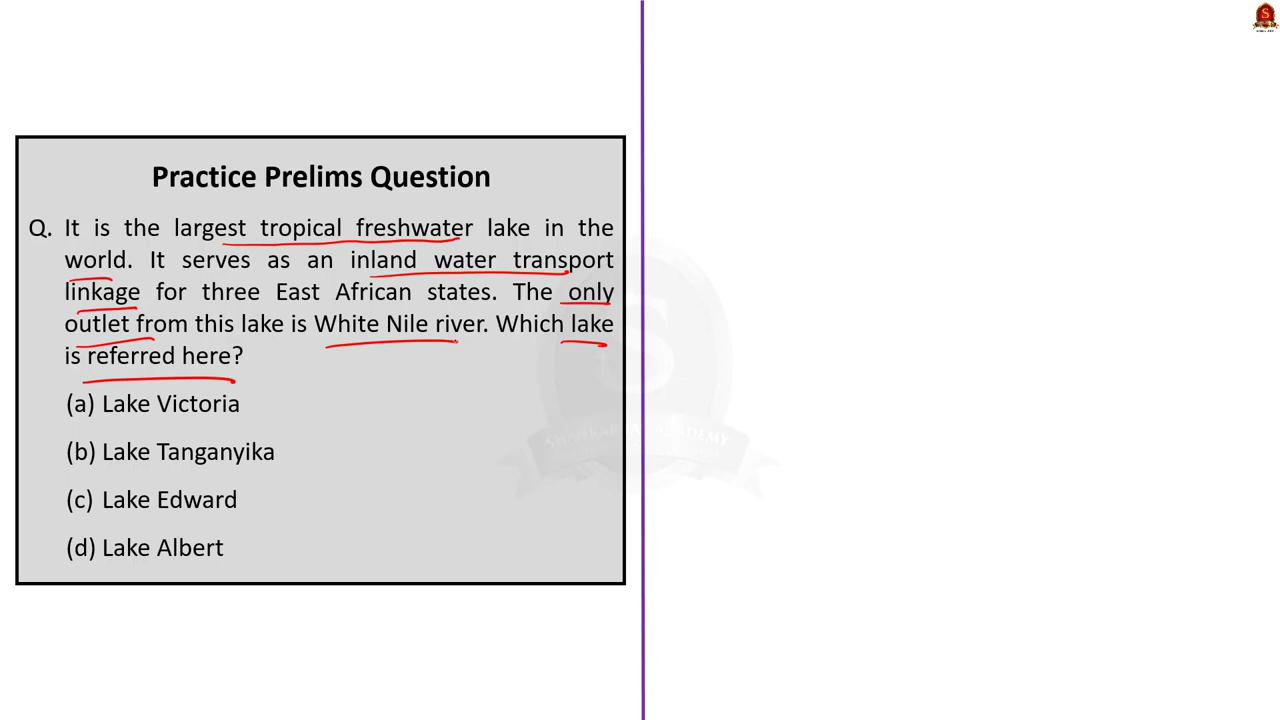 Practice Prelims Question
Q. It is the largest tropical freshwater lake in the
world. It serves as an inland water transport
linkage for three East African states. The only
outlet from this lake is White Nile river. Which lake
is referred here?
(a) Lake Victoria
(b) Lake Tanganyika
(c) Lake Edward
(d) Lake Albert